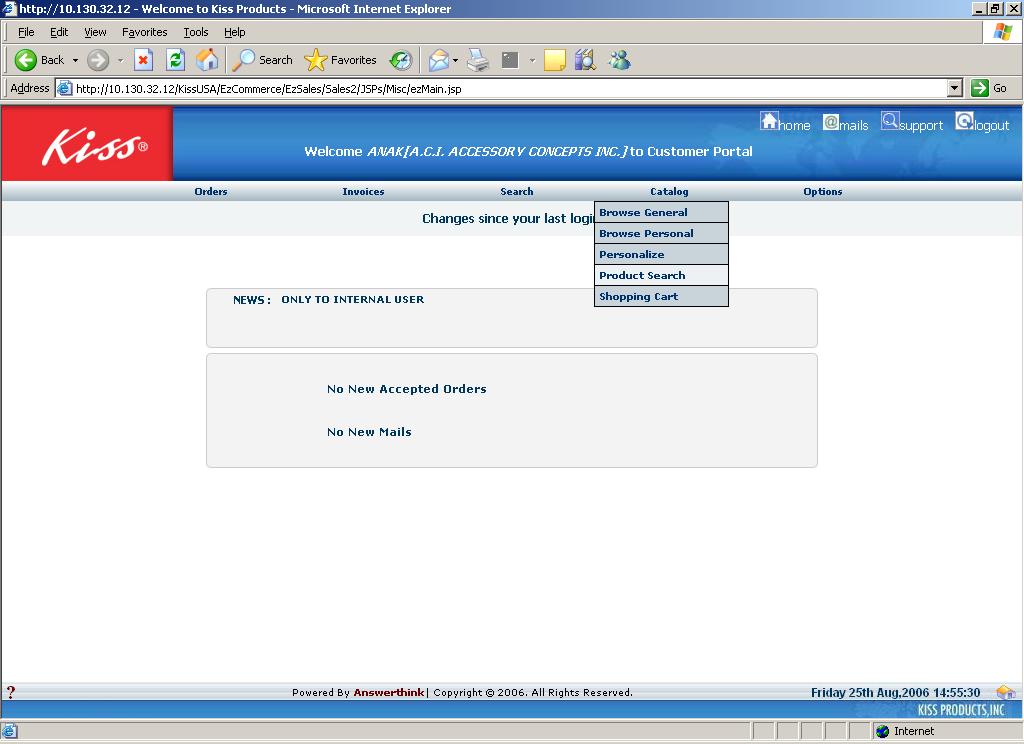 http://10.130.32.12 - Welcome to Kiss Products - Microsoft Internet Explorer
File Edit View Favorites Tools Help
Back Search Favorites
Address http://10.130.32.12/KissUSA/EzCommerce/EzSales/Sales2/JSPs/Misc/ezMain.jsp Go
Kiss®
home mails support logout
Welcome ANAK[A.C.I. ACCESSORY CONCEPTS INC.]to Customer Portal
Orders Invoices Search Catalog Options
Changes since your last logi
Browse General
Browse Personal
Personalize
Product Search
Shopping Cart
NEWS : ONLY TO INTERNAL USER
No New Accepted Orders
No New Mails
? Powered By Answerthink| Copyright © 2006. All Rights Reserved. Friday 25th Aug,2006 14:55:30
KISS PRODUCTS,INC
Internet